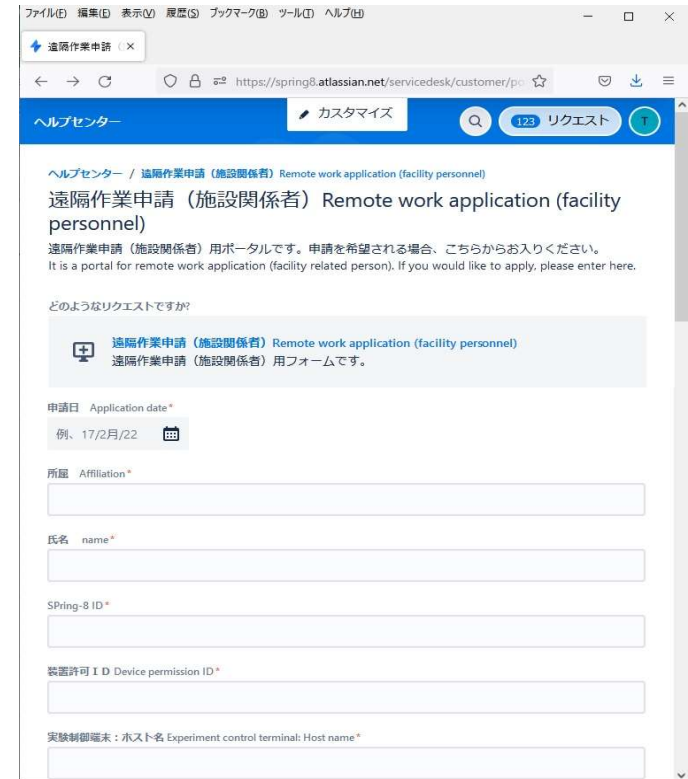 ファイル(F) 編集(E) 表示(V) 履歴(S) ブックマーク(B) ツール(T) ヘルプ(H)
遠隔作業申請
https://spring8.atlassian.net/servicedesk/customer/po
ヘルプセンター
カスタマイズ
123 リクエスト
T
ヘルプセンター / 遠隔作業申請（施設関係者）Remote work application (facility personnel)
遠隔作業申請（施設関係者）Remote work application (facility
personnel)
遠隔作業申請（施設関係者）用ポータルです。申請を希望される場合、こちらからお入りください。
It is a portal for remote work application (facility related person). If you would like to apply, please enter here.
どのようなリクエストですか?
遠隔作業申請（施設関係者）Remote work application (facility personnel)
遠隔作業申請（施設関係者）用フォームです。
申請日 Application date*
例、17/2月/22
所属 Affiliation*
氏名 name*
SPring-8 ID*
装置許可ＩＤ Device permission ID*
実験制御端末：ホスト名 Experiment control terminal: Host name*